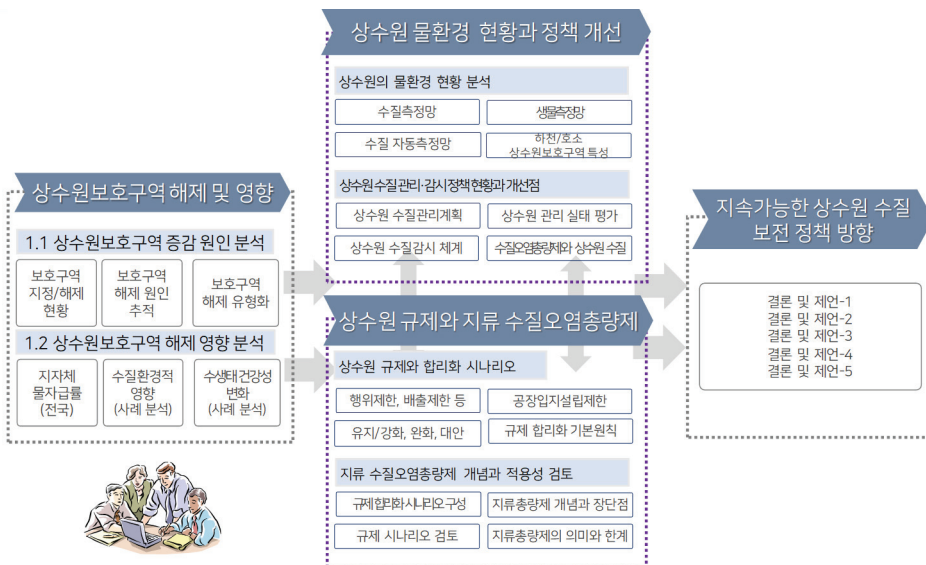 상수원보호구역 해제 및 영향
1.1 상수원보호구역 증감 원인 분석
보호구역
지정/해제
현황
보호구역
해제 원인
추적
보호구역
해제 유형화
1.2 상수원보호구역 해제 영향 분석
지자체
물자급률
(전국)
수질환경적
영향
(사례 분석)
수생태건강성
변화
(사례 분석)
상수원 물환경 현황과 정책 개선
상수원의 물환경 현황 분석
수질측정망
생물측정망
수질 자동측정망
하천/호소
상수원보호구역 특성
상수원 수질관리·감시 정책 현황과 개선점
상수원 수질관리계획
상수원 관리 실태 평가
상수원 수질감시 체계
수질오염총량제와 상수원 수질
상수원 규제와 지류 수질오염총량제
상수원 규제와 합리화 시나리오
행위제한, 배출제한 등
공장입지설립제한
유지/강화, 완화, 대안
규제 합리화 기본원칙
지류 수질오염총량제 개념과 적용성 검토
규제합리화시나리오구성
지류총량제 개념과 장단점
규제 시나리오 검토
지류총량제의 의미와 한계
지속가능한 상수원 수질
보전 정책 방향
결론 및 제언-1
결론 및 제언-2
결론 및 제언-3
결론 및 제언-4
결론 및 제언-5